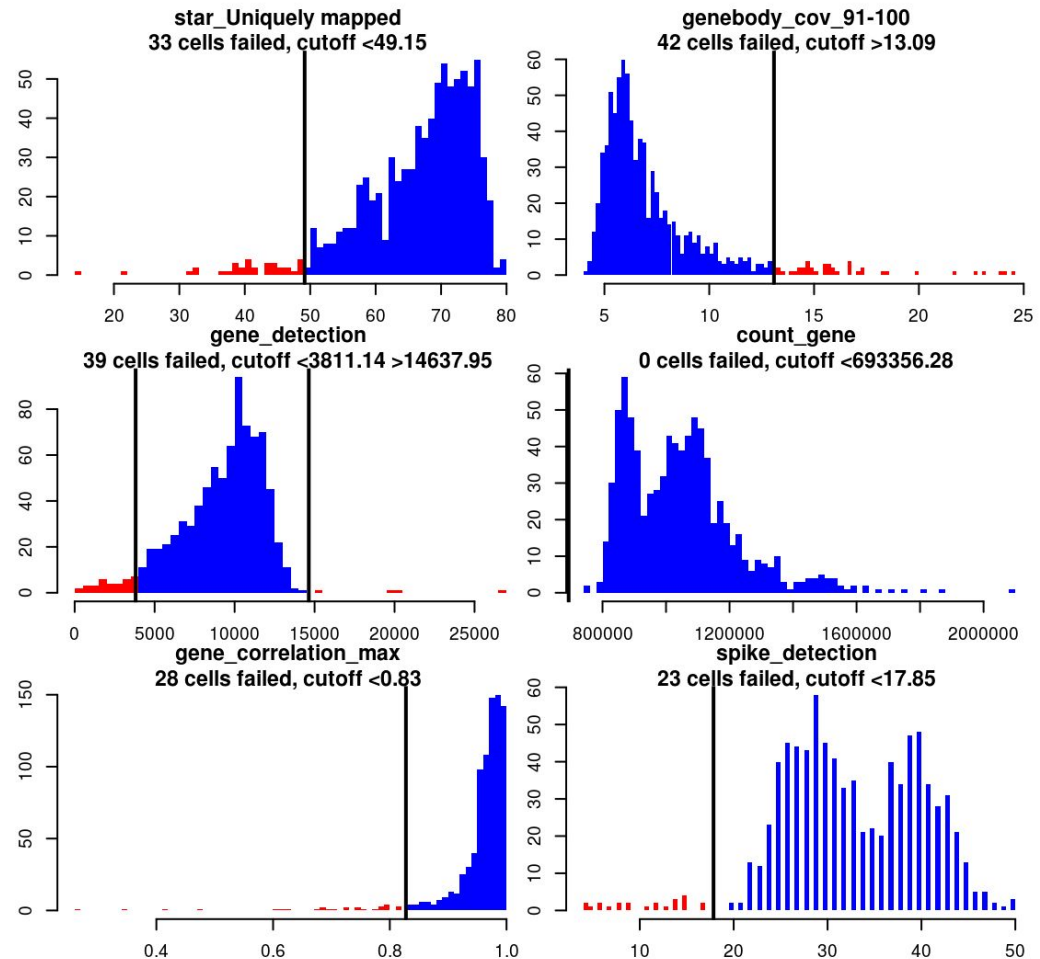 star_Uniquely mapped
33 cells failed, cutoff <49.15
0 10 20 30 40 50
20 30 40 50 60 70 80
genebody_cov_91-100
42 cells failed, cutoff >13.09
0 10 20 30 40 50 60
5 10 15 20 25
gene_detection
39 cells failed, cutoff <3811.14 >14637.95
0 20 40 60 80
0 5000 10000 15000 20000 25000
count_gene
0 cells failed, cutoff <693356.28
0 10 20 30 40 50 60
800000 1200000 1600000 2000000
gene_correlation_max
28 cells failed, cutoff <0.83
0 50 100 150
0.4 0.6 0.8 1.0
spike_detection
23 cells failed, cutoff <17.85
0 10 20 30 40 50 60
10 20 30 40 50